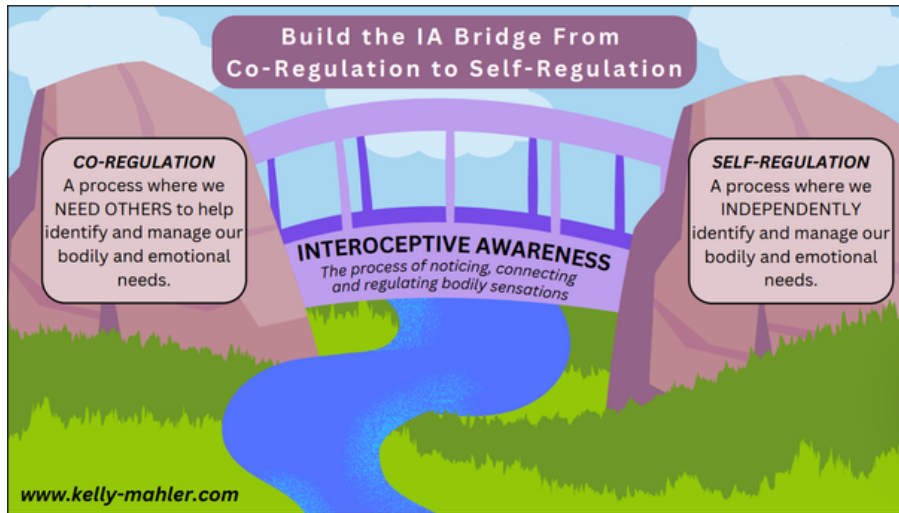 Build the IA Bridge From
Co-Regulation to Self-Regulation
CO-REGULATION
A process where we
NEED OTHERS to help
identify and manage our
bodily and emotional
needs.
INTEROCEPTIVE AWARENESS
The process of noticing, connecting
and regulating bodily sensations
SELF-REGULATION
A process where we
INDEPENDENTLY
identify and manage our
bodily and emotional
needs.
www.kelly-mahler.com